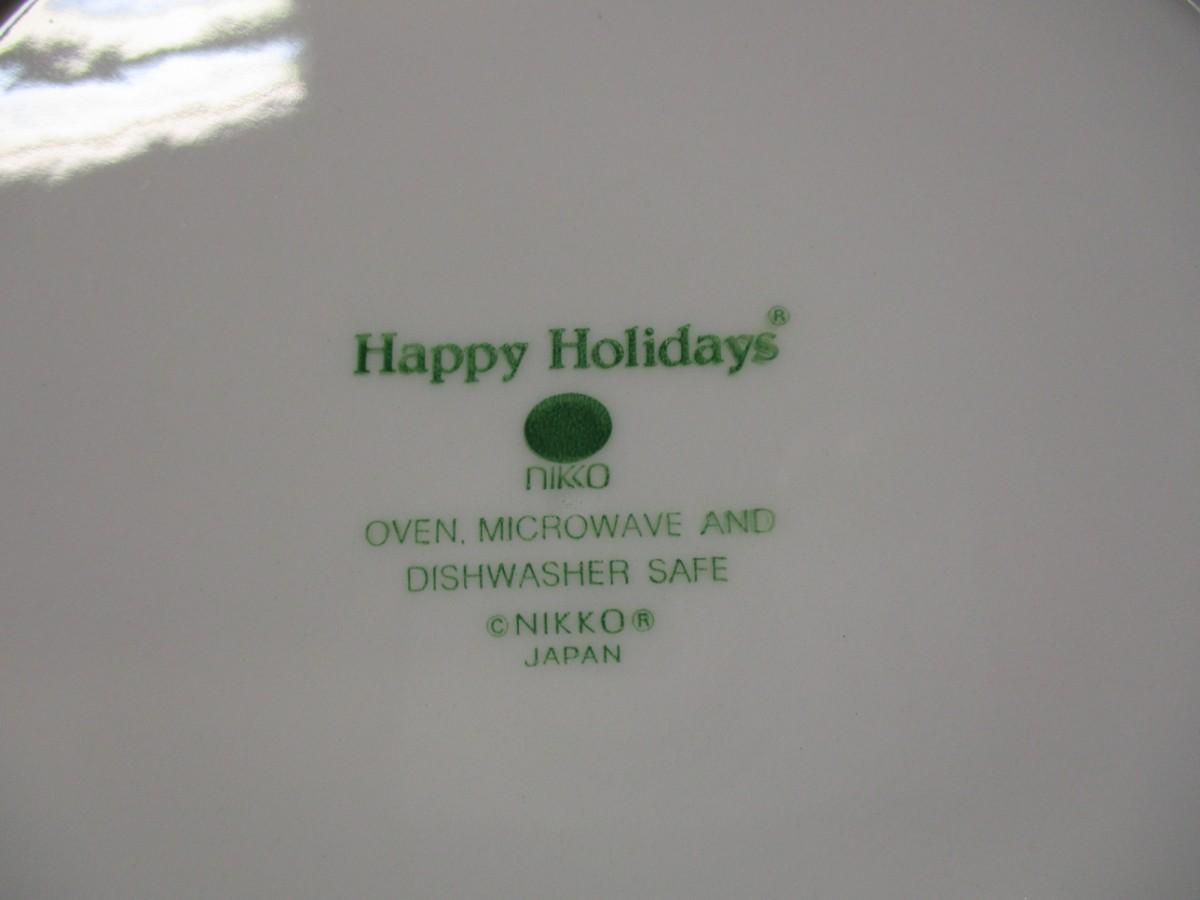 Happy Holidays®
nikko
OVEN, MICROWAVE AND
DISHWASHER SAFE
©NIKKO®
JAPAN